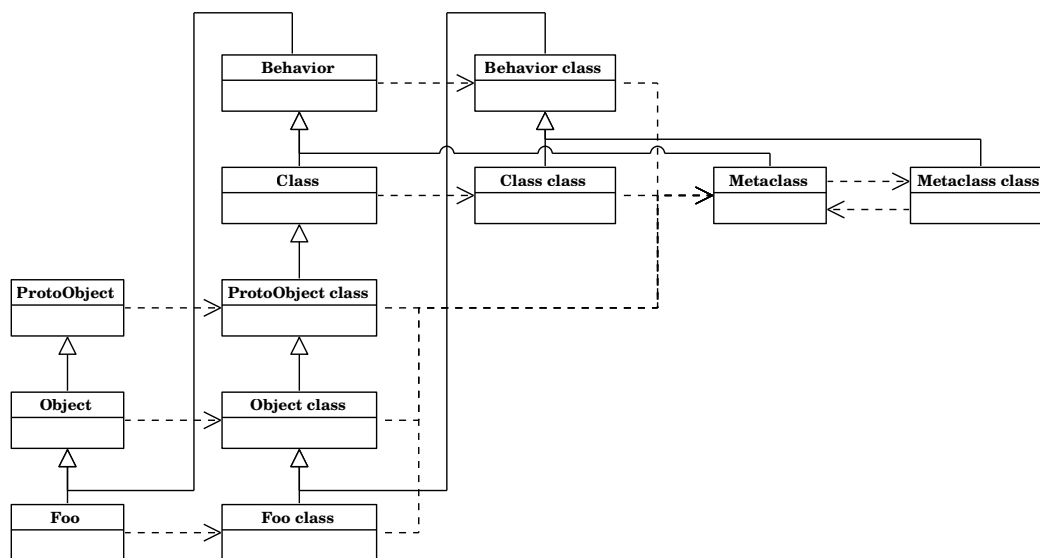 Behavior
Behavior class
Class
Class class
Metaclass
Metaclass class
ProtoObject
ProtoObject class
Object
Object class
Foo
Foo class